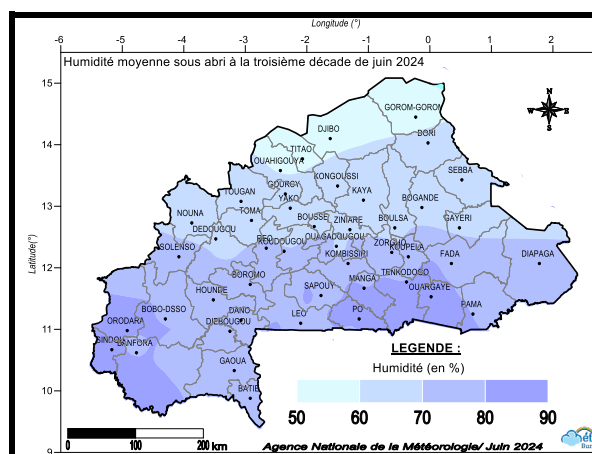 Longitude (°)
-6 -5 -4 -3 -2 -1 0 1 2
Humidité moyenne sous abri à la troisième décade de juin 2024
15
GOROM-GOROM
N
W E
S
DJIBO
DORI
14
TITAO
OUAHIGOUYA
KONGOUSSI
SEBBA
GOURCY
TOUGAN
YAKO
KAYA
BOGANDE
13
NOUNA
TOMA
BOUSSE
ZINIARE
BOULSA
GAYERI
DEDOUGOU
REO
OUAGADOUGOU
SOLENSO
KOUDOUGOU
KOMBISSIRI
ZORGHO
KOUPELA
FADA
DIAPAGA
Latitude(°)
12
BOROMO
MANGA
TENKODOGO
HOUNDE
SAPOUY
OUARGAYE
BOBO-DSSO
DANO
LEO
PO
PAMA
ORODARA
DIEBOUGOU
11
SINDOU
BANFORA
LEGENDE :
GAOUA
Humidité (en %)
10
BATIE
50 60 70 80 90
0 100 200 km
Agence Nationale de la Météorologie/ Juin 2024
9